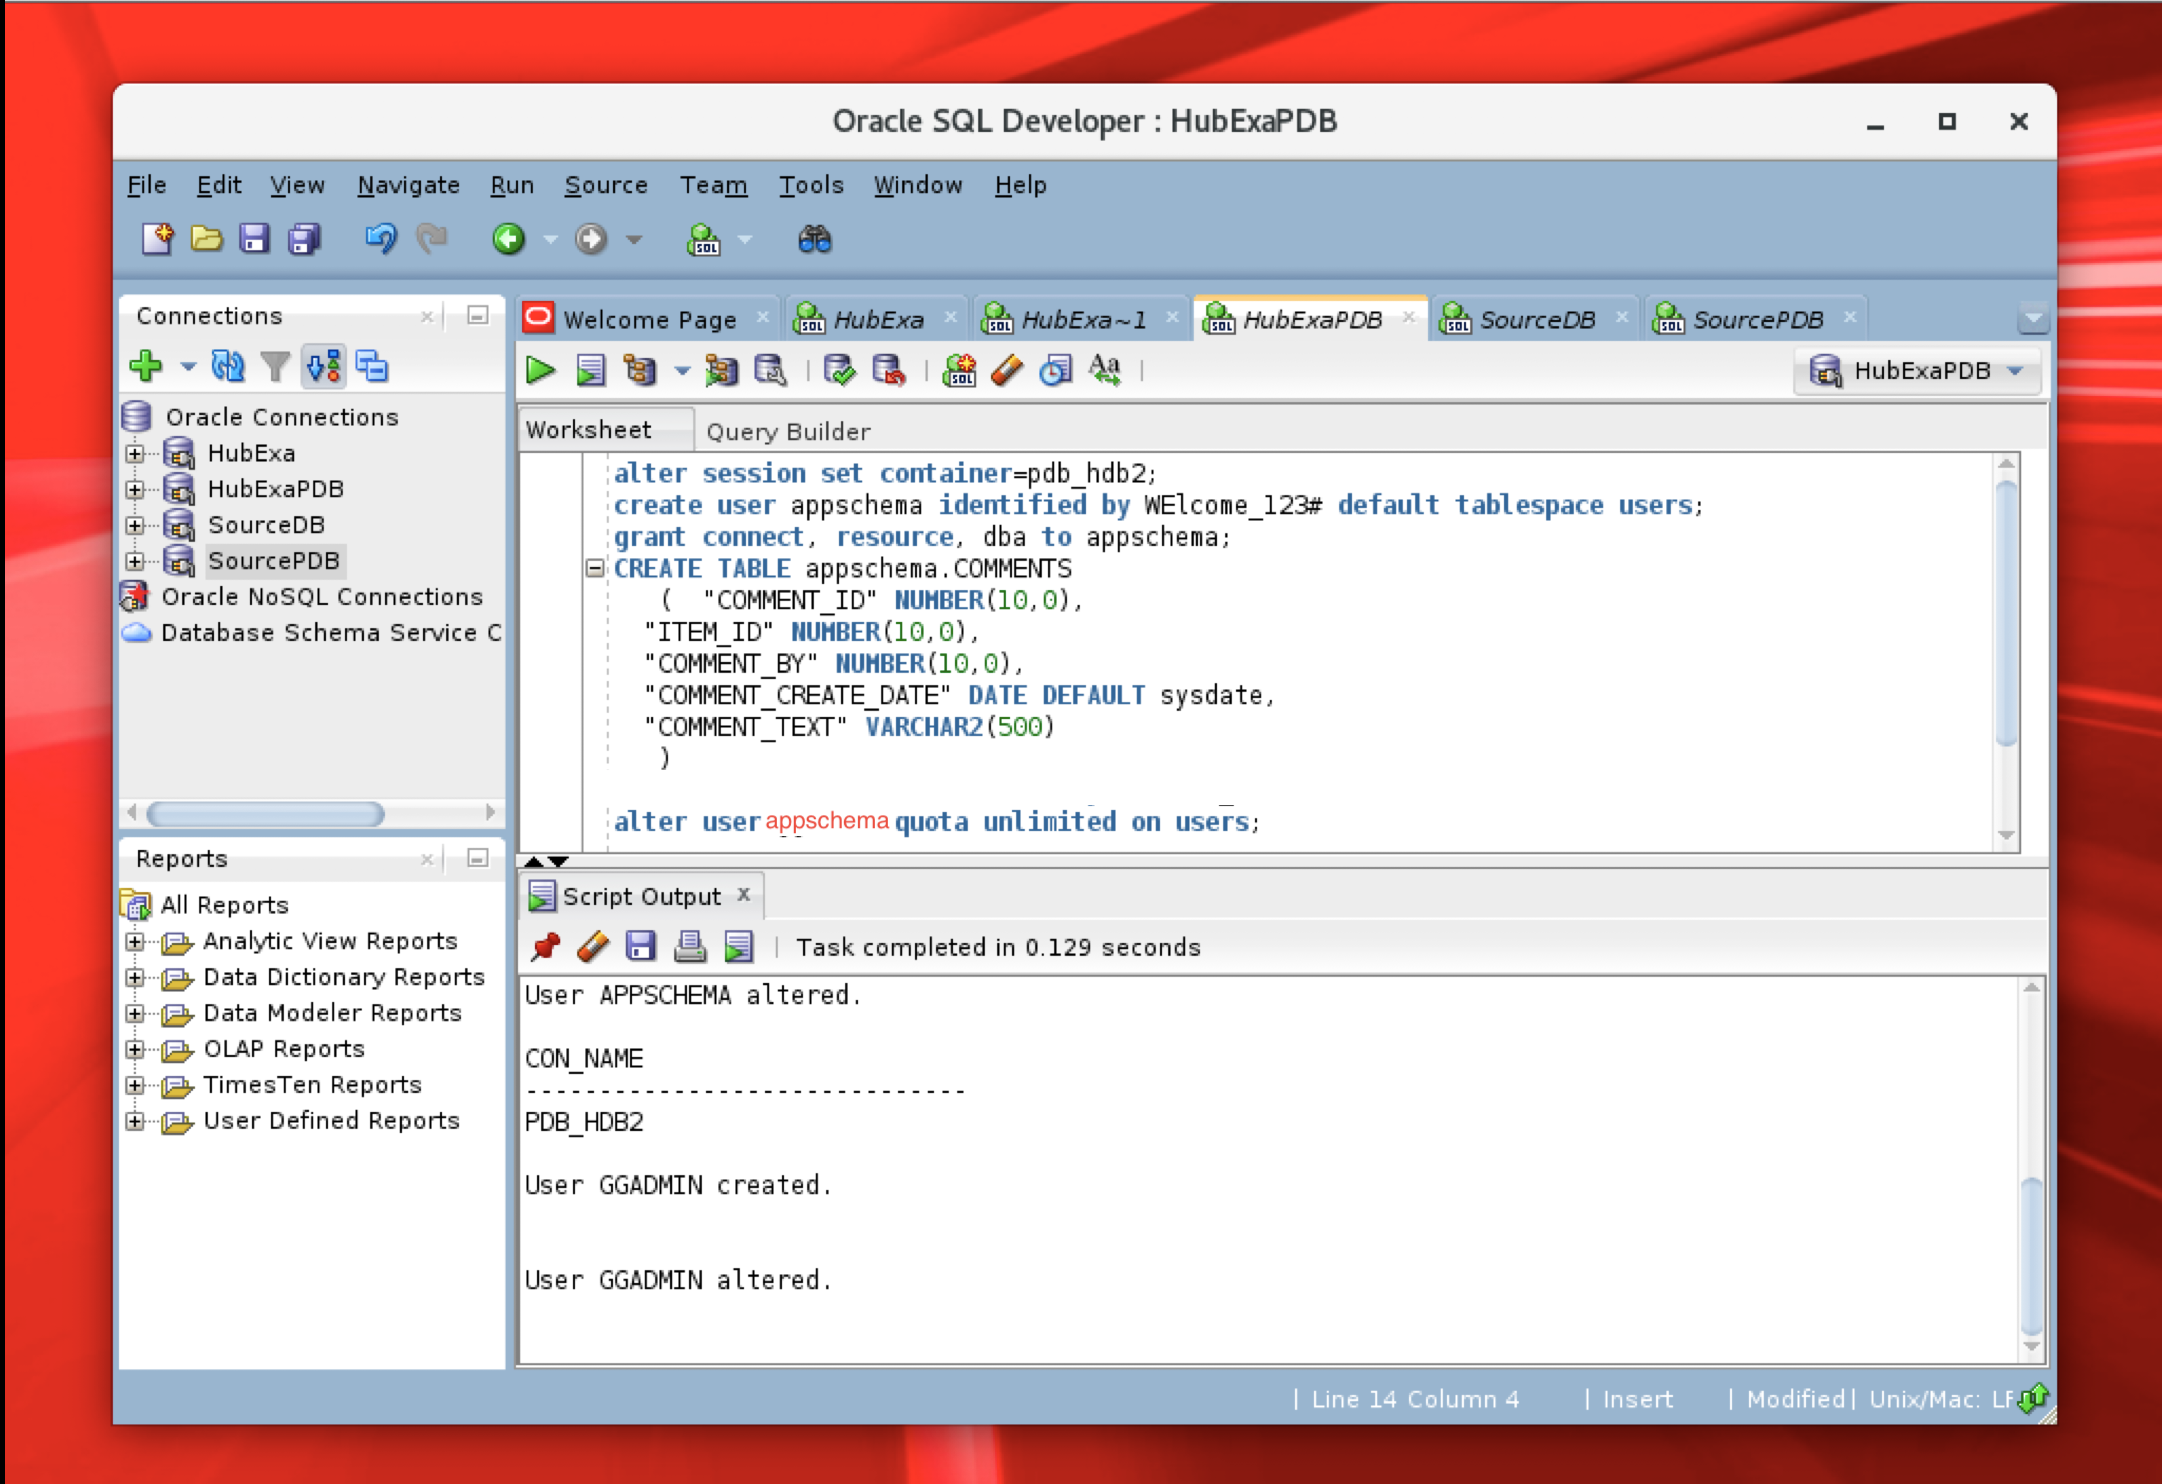 Oracle SQL Developer : HubExaPDB
File Edit View Navigate Run Source Team Tools Window Help
Connections
Oracle Connections
HubExa
HubExaPDB
SourceDB
SourcePDB
Oracle NoSQL Connections
Database Schema Service C
Reports
All Reports
Analytic View Reports
Data Dictionary Reports
Data Modeler Reports
OLAP Reports
TimesTen Reports
User Defined Reports
Welcome Page HubExa HubExa~1 HubExaPDB SourceDB SourcePDB
HubExaPDB
Worksheet Query Builder
alter session set container=pdb_hdb2;
create user appschema identified by WElcome_123# default tablespace users;
grant connect, resource, dba to appschema;
CREATE TABLE appschema.COMMENTS
( "COMMENT_ID" NUMBER(10,0),
"ITEM_ID" NUMBER(10,0),
"COMMENT_BY" NUMBER(10,0),
"COMMENT_CREATE_DATE" DATE DEFAULT sysdate,
"COMMENT_TEXT" VARCHAR2(500)
)
alter user appschema quota unlimited on users;
Script Output
Task completed in 0.129 seconds
User APPSCHEMA altered.
CON_NAME
------------------------------
PDB_HDB2
User GGADMIN created.
User GGADMIN altered.
| Line 14 Column 4 | Insert | Modified | Unix/Mac: LF